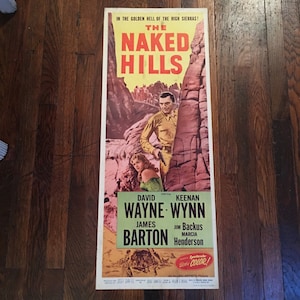 IN THE GOLDEN HELL OF THE HIGH SIERRAS!
THE
NAKED
HILLS
DAVID KEENAN
WAYNE · WYNN
JAMES
BARTON
JIM Backus
MARCIA
Henderson
COLOR!